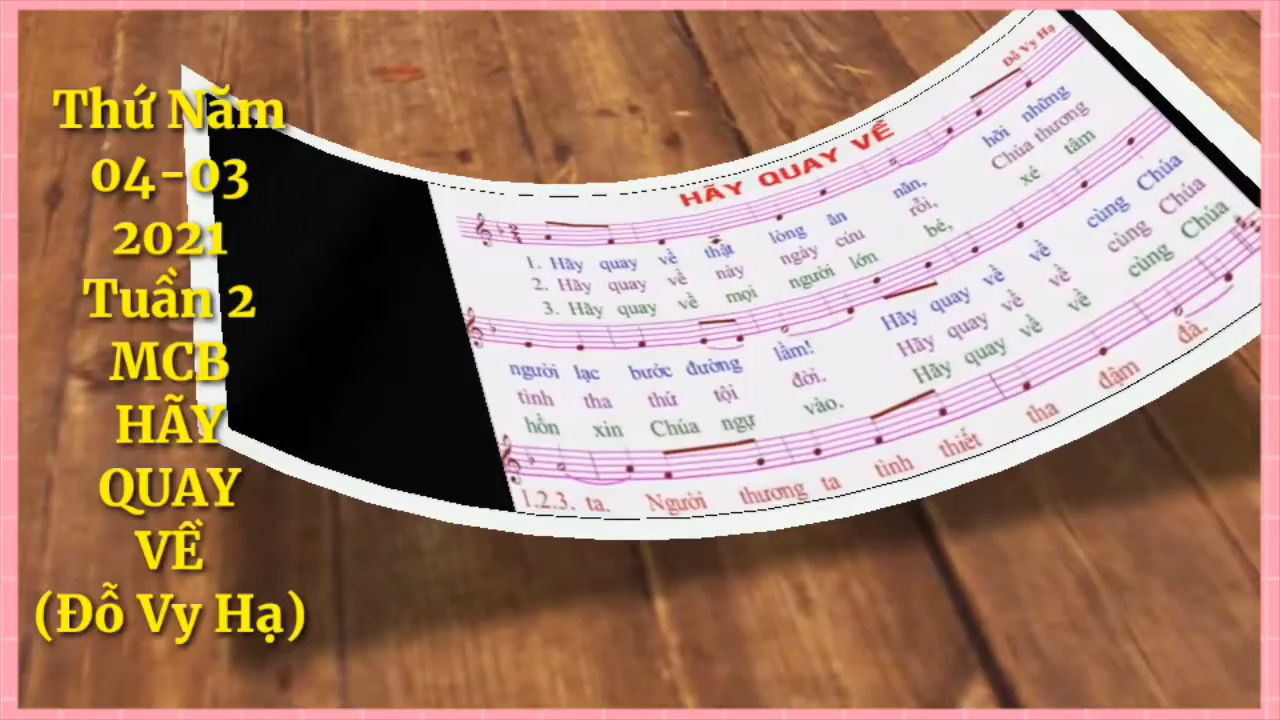 Thứ Năm
04-03
2021
Tuần 2
MCB
HÃY
QUAY
VỀ
(Đỗ Vy Hạ)
HÃY QUAY VỀ
Đỗ Vy Hạ
1. Hãy quay về thật lòng ăn năn, hỡi những
2. Hãy quay về này ngày cứu rỗi, Chúa thương
3. Hãy quay về mọi người lớn bé, xé tâm
người lạc bước đường lầm! Hãy quay về về cùng Chúa
tình tha thứ tội đời. Hãy quay về về cùng Chúa
hồn xin Chúa ngự vào. Hãy quay về về cùng Chúa
1.2.3. ta. Người thương ta tình thiết tha đậm đà.